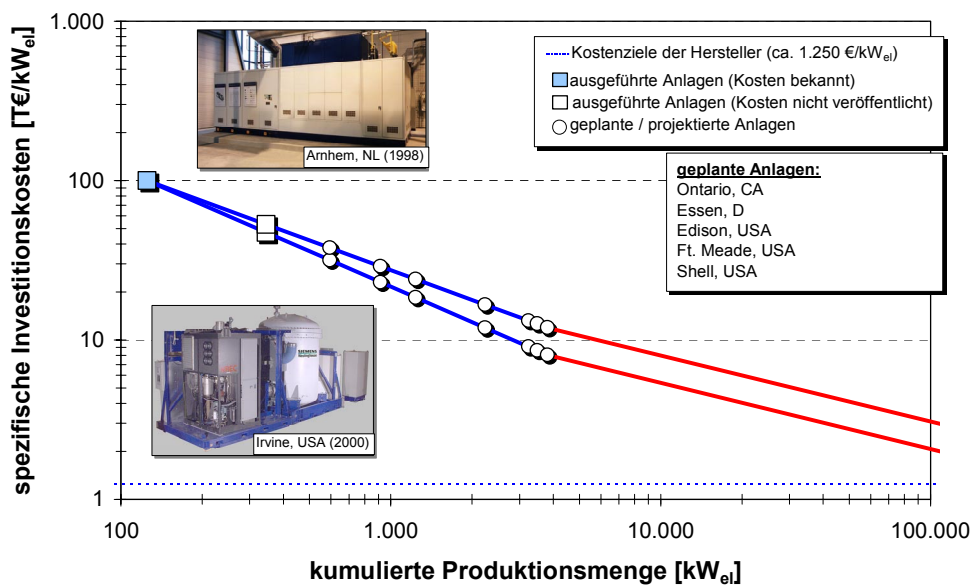 spezifische Investitionskosten [T€/kWel]
1.000
100
10
1
Arnhem, NL (1998)
Kostenziele der Hersteller (ca. 1.250 €/kWel)
ausgeführte Anlagen (Kosten bekannt)
ausgeführte Anlagen (Kosten nicht veröffentlicht)
geplante / projektierte Anlagen
geplante Anlagen:
Ontario, CA
Essen, D
Edison, USA
Ft. Meade, USA
Shell, USA
SIEMENS
Irvine, USA (2000)
100
1.000
10.000
100.000
kumulierte Produktionsmenge [kWel]